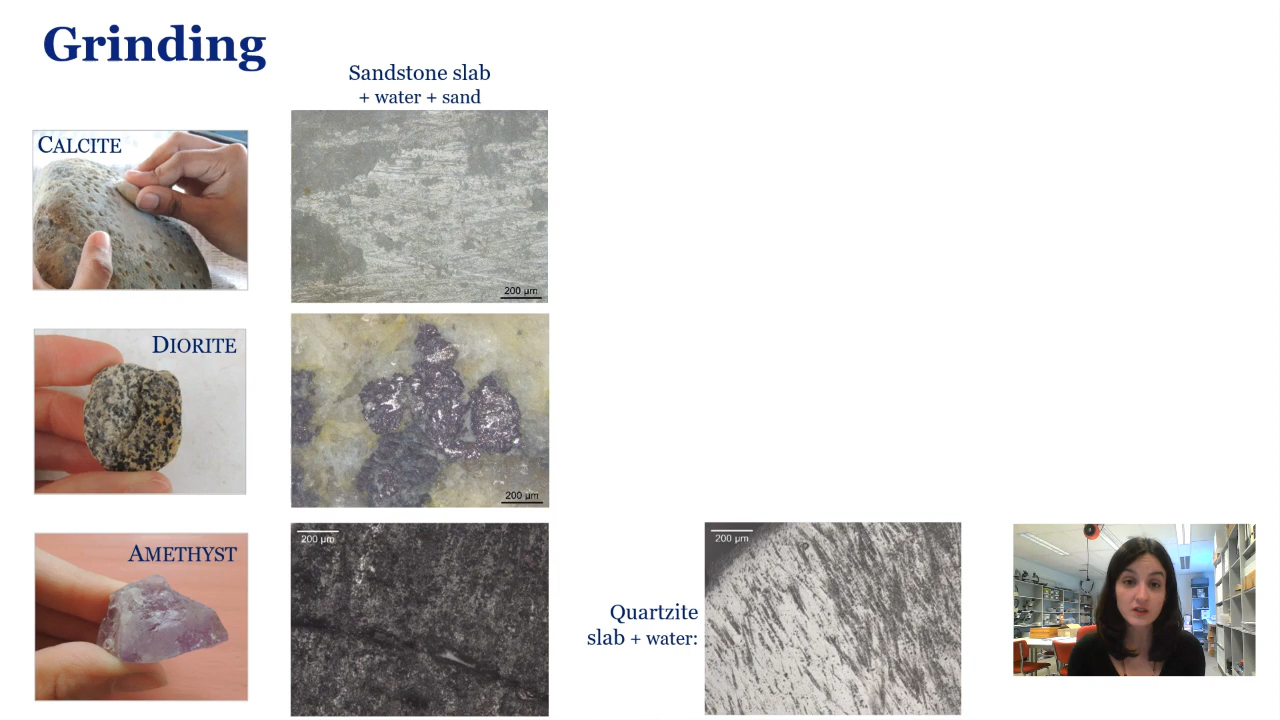 Grinding
Sandstone slab
+ water + sand
CALCITE
200 µm
DIORITE
200 µm
AMETHYST
200 µm
Quartzite
slab + water:
200 µm